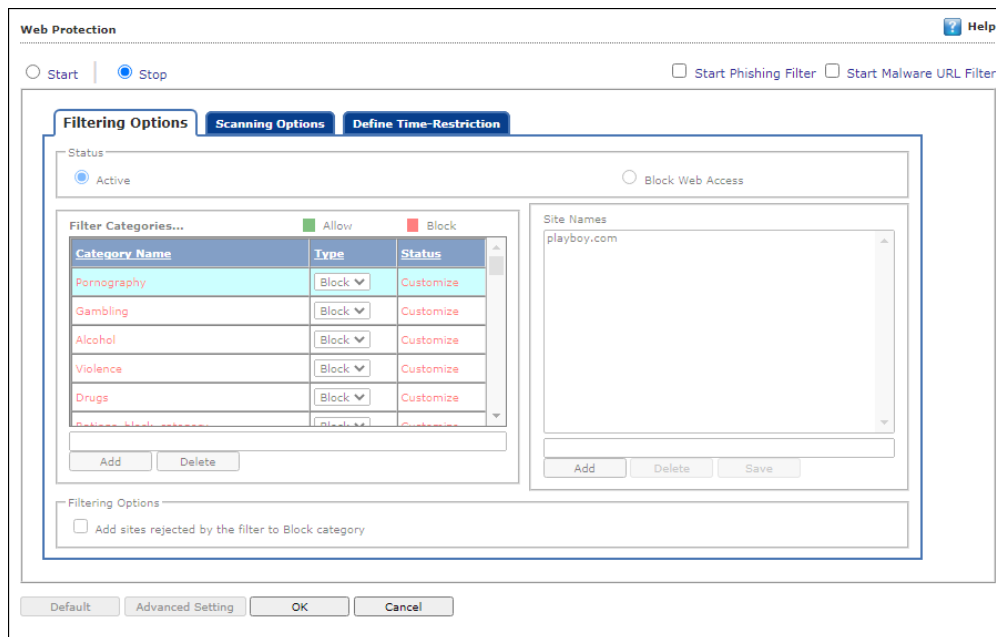 Web Protection
Help
Start
Stop
Start Phishing Filter
Start Malware URL Filter
Filtering Options
Scanning Options
Define Time-Restriction
Status
Active
Block Web Access
Filter Categories...
Allow
Block
Category Name
Type
Status
Pornography
Block
Customize
Gambling
Block
Customize
Alcohol
Block
Customize
Violence
Block
Customize
Drugs
Block
Customize
Ratings_block_category
Block
Customize
Add
Delete
Site Names
playboy.com
Add
Delete
Save
Filtering Options
Add sites rejected by the filter to Block category
Default
Advanced Setting
OK
Cancel